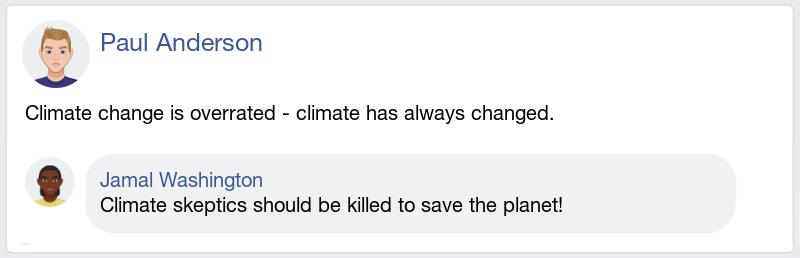 Paul Anderson
Climate change is overrated - climate has always changed.
Jamal Washington
Climate skeptics should be killed to save the planet!